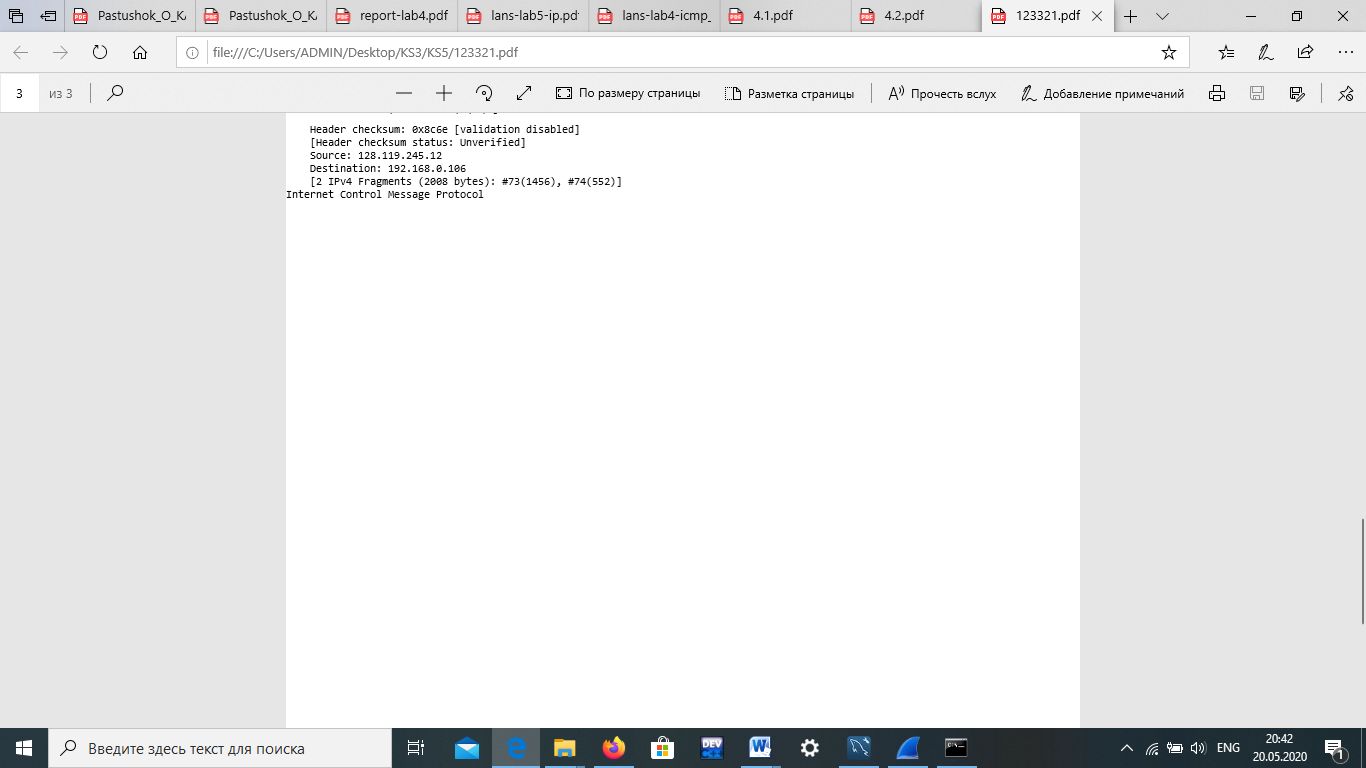 Pastushok_O_K
Pastushok_O_K
report-lab4.pdf
lans-lab5-ip.pd
lans-lab4-icmp_
4.1.pdf
4.2.pdf
123321.pdf
file:///C:/Users/ADMIN/Desktop/KS3/KS5/123321.pdf
3
из 3
По размеру страницы
Разметка страницы
Прочесть вслух
Добавление примечаний
Header checksum: 0x8c6e [validation disabled]
[Header checksum status: Unverified]
Source: 128.119.245.12
Destination: 192.168.0.106
[2 IPv4 Fragments (2008 bytes): #73(1456), #74(552)]
Internet Control Message Protocol
Введите здесь текст для поиска
DEV
ENG
20:42
20.05.2020
1